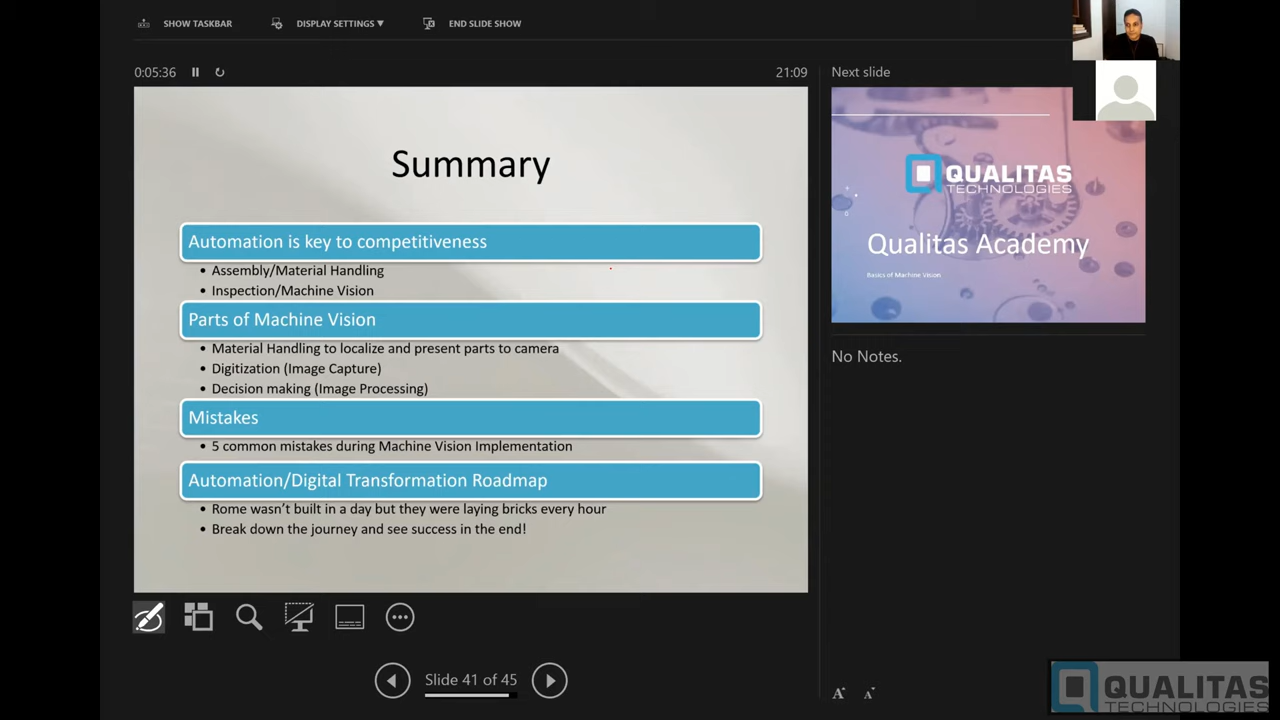 SHOW TASKBAR
DISPLAY SETTINGS ▼
END SLIDE SHOW
0:05:36
21:09
Summary
Automation is key to competitiveness
• Assembly/Material Handling
• Inspection/Machine Vision
Parts of Machine Vision
• Material Handling to localize and present parts to camera
• Digitization (Image Capture)
• Decision making (Image Processing)
Mistakes
• 5 common mistakes during Machine Vision Implementation
Automation/Digital Transformation Roadmap
• Rome wasn't built in a day but they were laying bricks every hour
• Break down the journey and see success in the end!
Slide 41 of 45
Next slide
QUALITAS
TECHNOLOGIES
Qualitas Academy
Basics of Machine Vision
No Notes.
A A
QUALITAS
TECHNOLOGIES